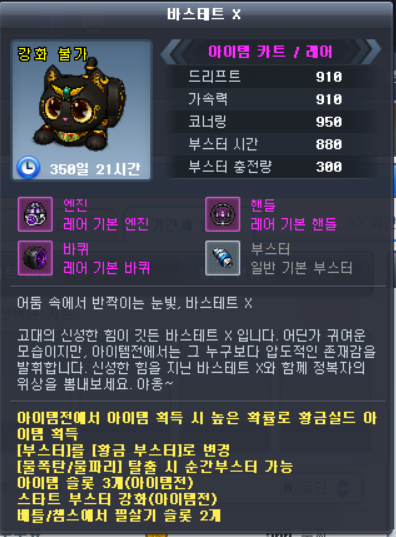 바스테트 X
강화 불가
350일 21시간
아이템 카트 / 레어
드리프트 910
가속력 910
코너링 950
부스터 시간 880
부스터 충전량 300
엔진
레어 기본 엔진
핸들
레어 기본 핸들
바퀴
레어 기본 바퀴
부스터
일반 기본 부스터
어둠 속에서 반짝이는 눈빛, 바스테트 X
고대의 신성한 힘이 깃든 바스테트 X 입니다. 어딘가 귀여운
모습이지만, 아이템전에서는 그 누구보다 압도적인 존재감을
발휘합니다. 신성한 힘을 지닌 바스테트 X와 함께 정복자의
위상을 뽐내보세요. 야옹~
아이템전에서 아이템 획득 시 높은 확률로 황금실드 아
이템 획득
[부스터]를 [황금 부스터]로 변경
[물폭탄/물파리] 탈출 시 순간부스터 가능
아이템 슬롯 3개(아이템전)
스타트 부스터 강화(아이템전)
배틀/챔스에서 필살기 슬롯 2개